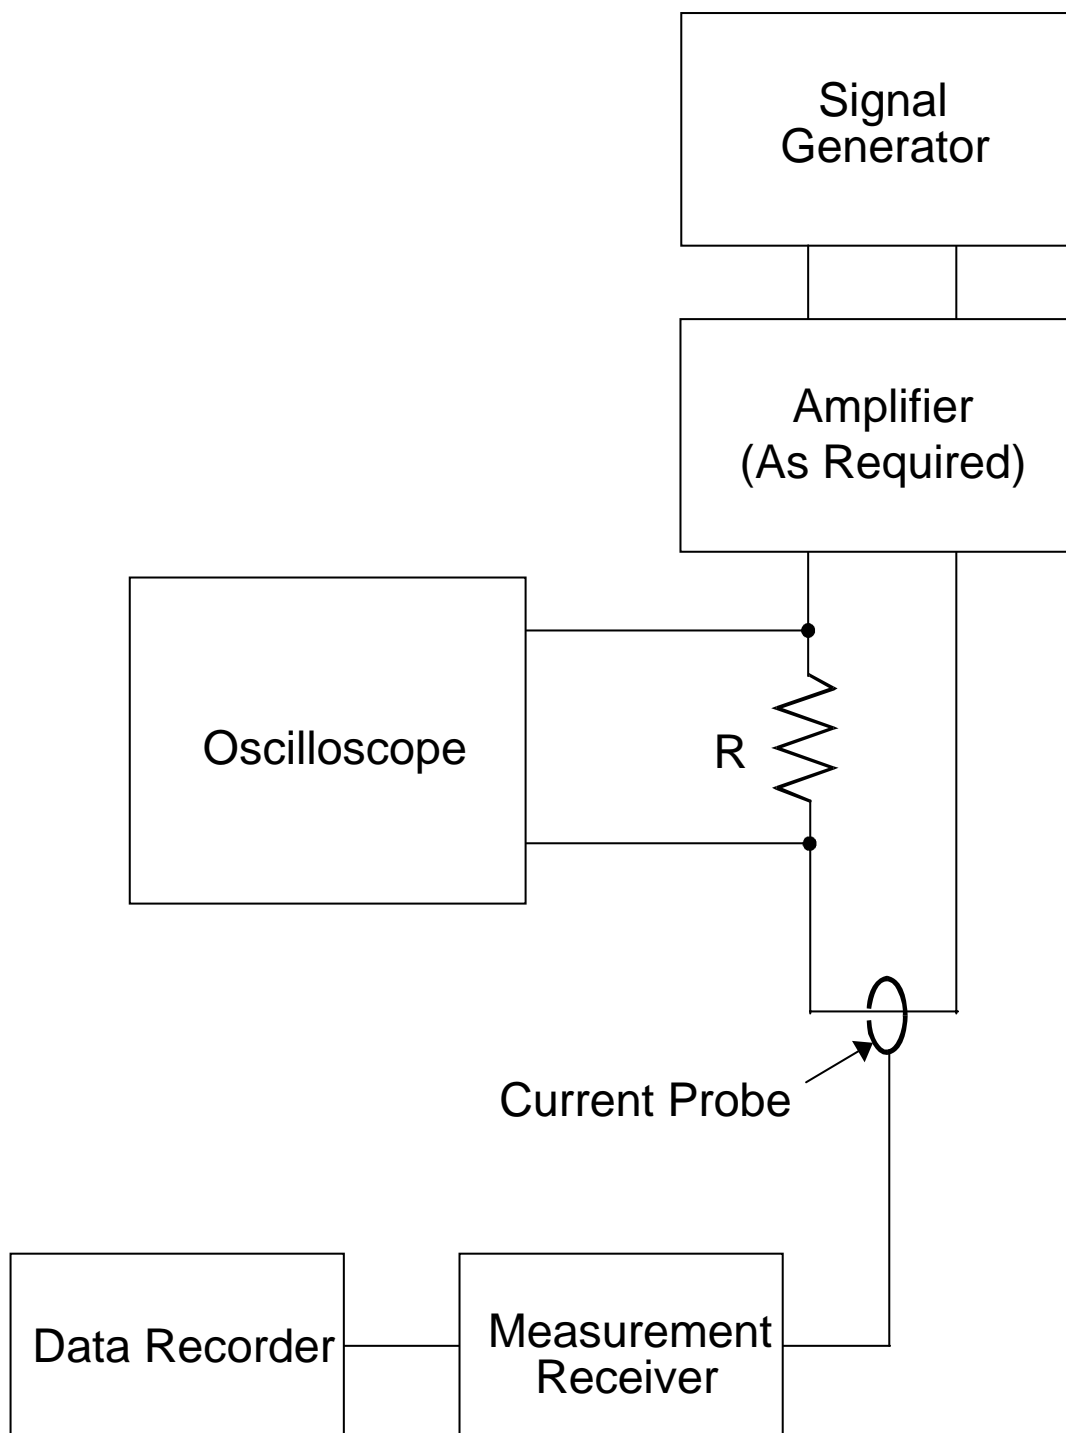 Signal
Generator
Amplifier
(As Required)
Oscilloscope
R
Current Probe
Data Recorder
Measurement
Receiver